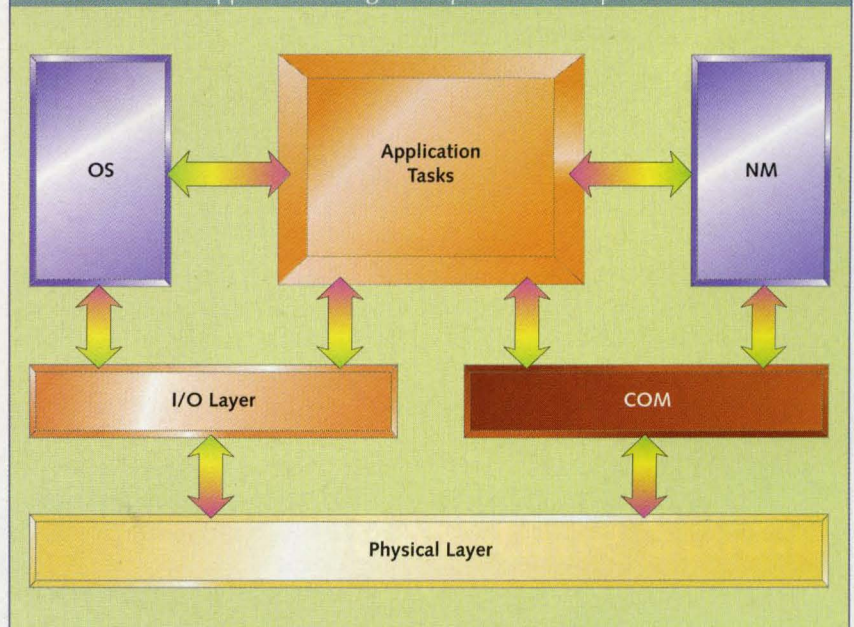 OS
Application
Tasks
NM
I/O Layer
COM
Physical Layer